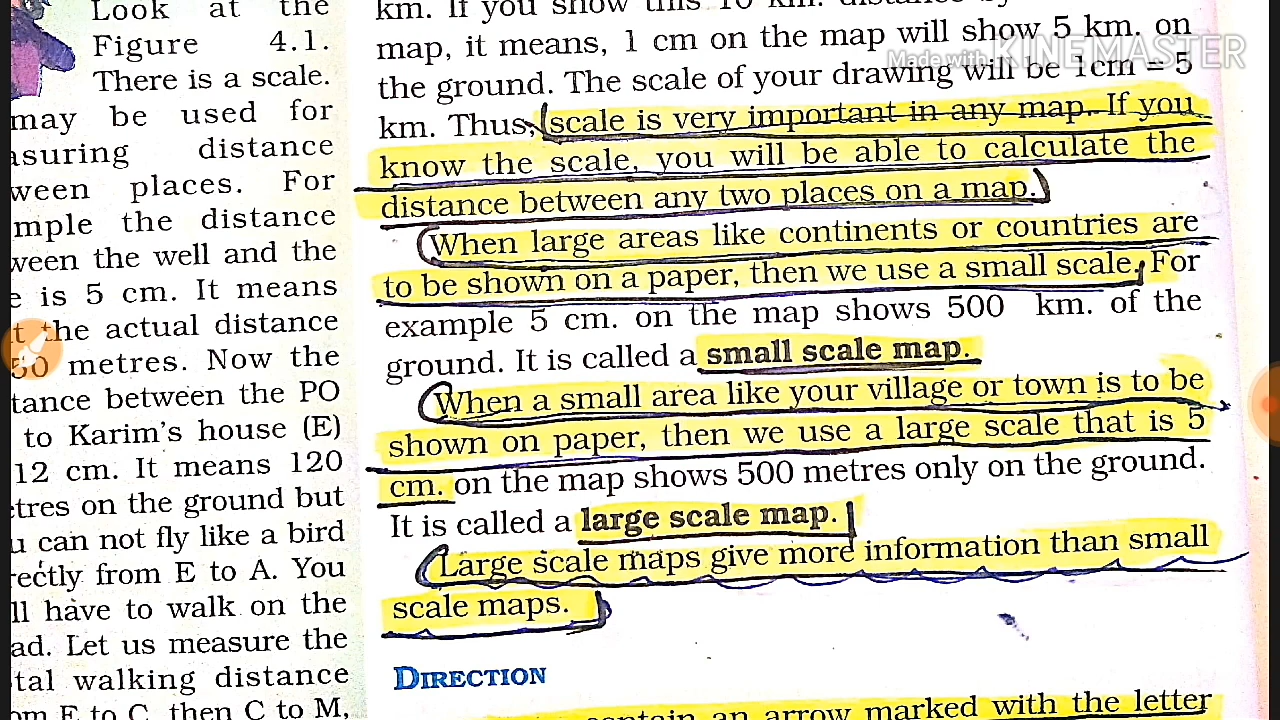 Look at the
Figure 4.1.
There is a scale.
may be used for
asuring distance
ween places. For
mple the distance
ween the well and the
e is 5 cm. It means
t the actual distance
50 metres. Now the
tance between the PO
to Karim's house (E)
12 cm. It means 120
etres on the ground but
u can not fly like a bird
rectly from E to A. You
ll have to walk on the
ad. Let us measure the
tal walking distance
om E to C, then C to M,
km. If you show this 10 km. distance by
map, it means, 1 cm on the map will show 5 km. on
the ground. The scale of your drawing will be 1cm = 5
km. Thus, scale is very important in any map. If you
know the scale, you will be able to calculate the
distance between any two places on a map.
When large areas like continents or countries are
to be shown on a paper, then we use a small scale. For
example 5 cm. on the map shows 500 km. of the
ground. It is called a small scale map.
When a small area like your village or town is to be
shown on paper, then we use a large scale that is 5
cm. on the map shows 500 metres only on the ground.
It is called a large scale map.
Large scale maps give more information than small
scale maps.
DIRECTION
contain an arrow marked with the letter
Made with KINEMASTER